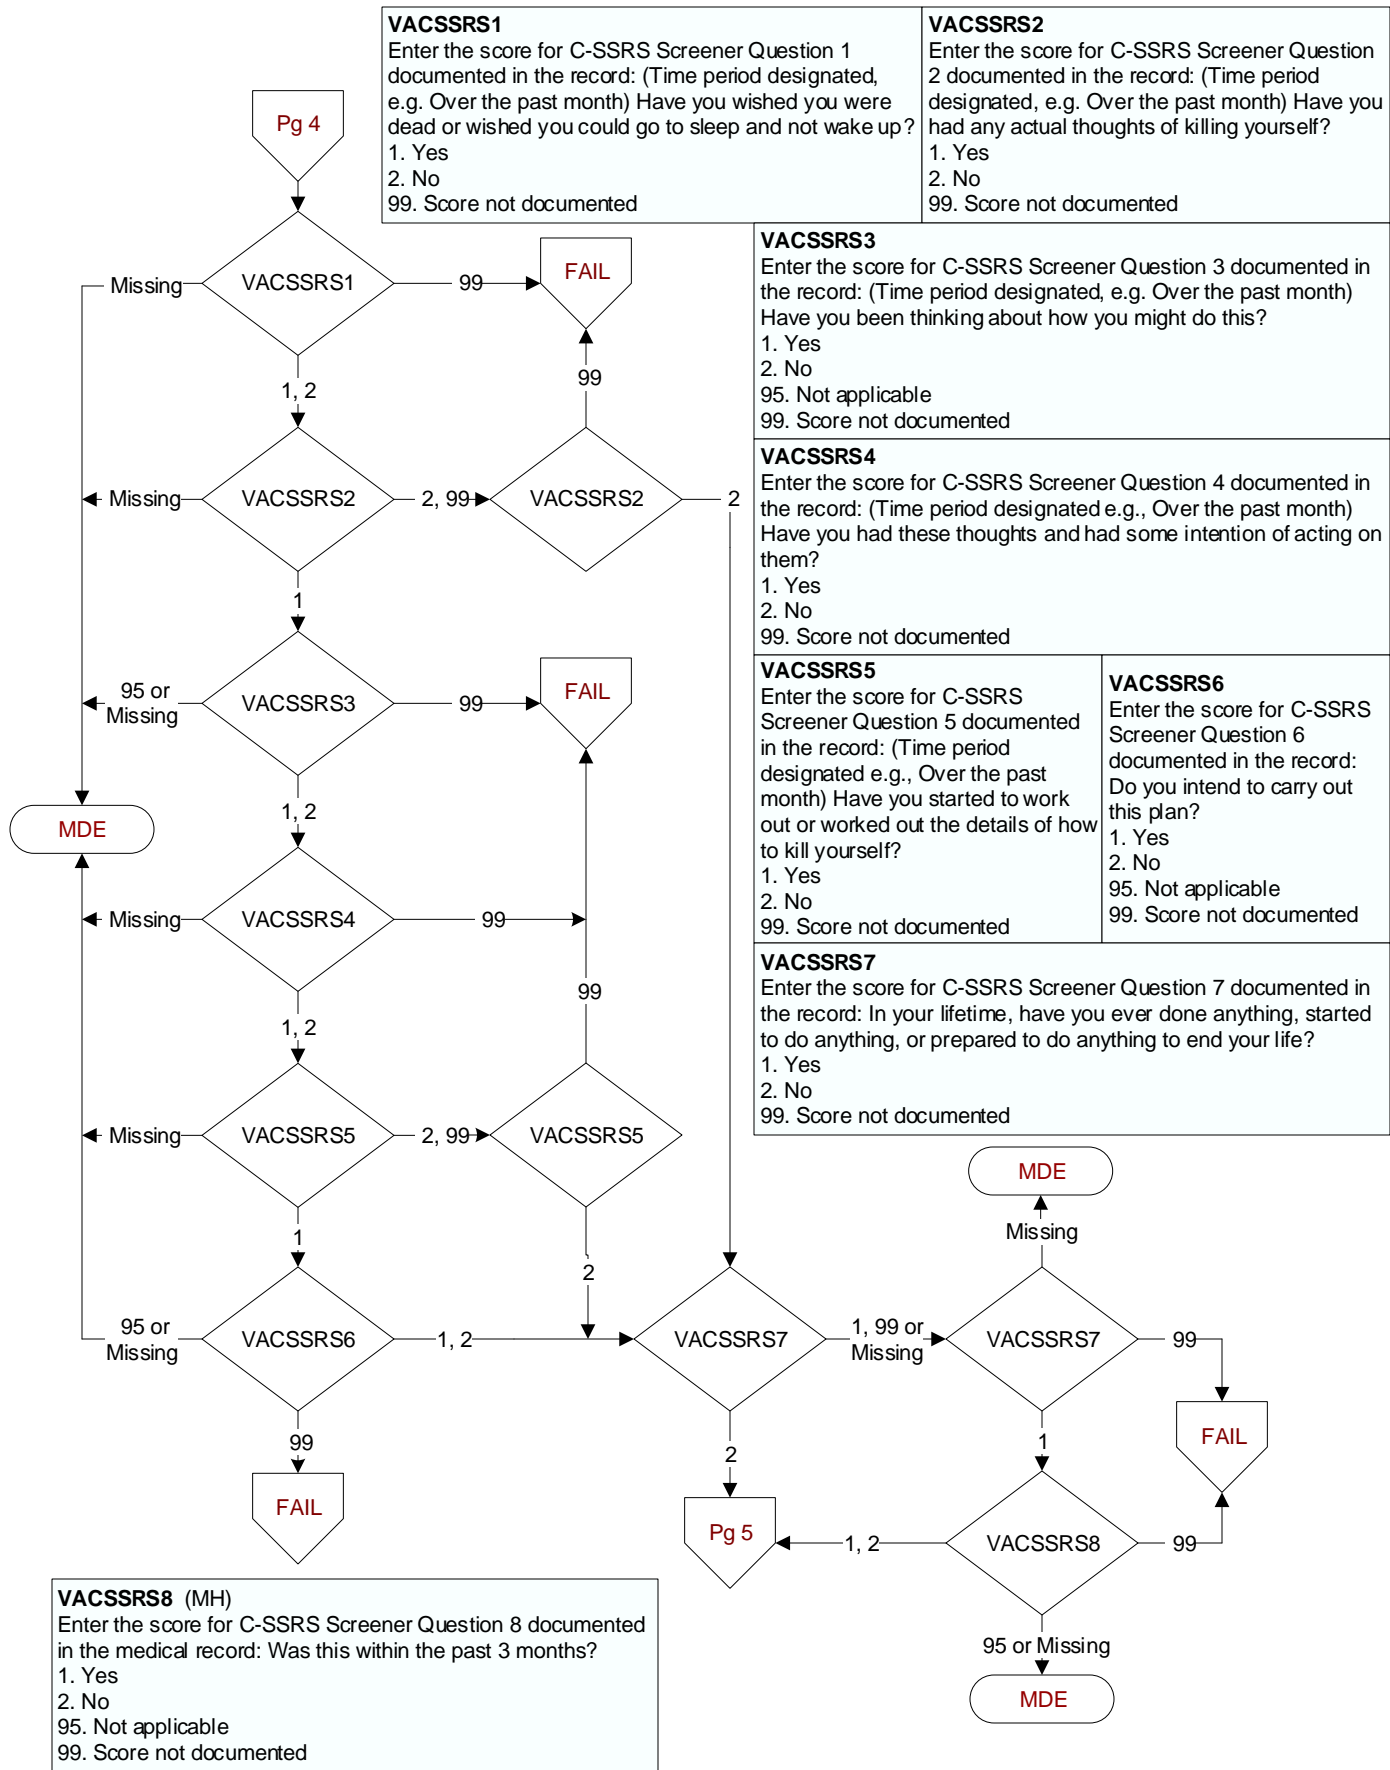 VACSSRS1
Enter the score for C-SSRS Screener Question 1
documented in the record: (Time period designated,
e.g. Over the past month) Have you wished you were
dead or wished you could go to sleep and not wake up?
1. Yes
2. No
99. Score not documented
VACSSRS2
Enter the score for C-SSRS Screener Question
2 documented in the record: (Time period
designated, e.g. Over the past month) Have you
had any actual thoughts of killing yourself?
1. Yes
2. No
99. Score not documented
Pg 4
VACSSRS3
Enter the score for C-SSRS Screener Question 3 documented in
the record: (Time period designated, e.g. Over the past month)
Have you been thinking about how you might do this?
1. Yes
2. No
95. Not applicable
99. Score not documented
Missing
VACSSRS1
99
FAIL
1, 2
99
VACSSRS4
Enter the score for C-SSRS Screener Question 4 documented in
the record: (Time period designated e.g., Over the past month)
Have you had these thoughts and had some intention of acting on
them?
1. Yes
2. No
99. Score not documented
Missing
VACSSRS2
2, 99
VACSSRS2
2
1
VACSSRS5
Enter the score for C-SSRS
Screener Question 5 documented
in the record: (Time period
designated e.g., Over the past
month) Have you started to work
out or worked out the details of how
to kill yourself?
1. Yes
2. No
99. Score not documented
VACSSRS6
Enter the score for C-SSRS
Screener Question 6
documented in the record:
Do you intend to carry out
this plan?
1. Yes
2. No
95. Not applicable
99. Score not documented
95 or
Missing
VACSSRS3
99
FAIL
1, 2
MDE
Missing
VACSSRS4
99
99
1, 2
VACSSRS7
Enter the score for C-SSRS Screener Question 7 documented in
the record: In your lifetime, have you ever done anything, started
to do anything, or prepared to do anything to end your life?
1. Yes
2. No
99. Score not documented
Missing
VACSSRS5
2, 99
VACSSRS5
MDE
Missing
1
2
95 or
Missing
VACSSRS6
1, 2
VACSSRS7
1, 99 or
Missing
VACSSRS7
99
99
2
1
FAIL
FAIL
Pg 5
1, 2
VACSSRS8
99
95 or Missing
MDE
VACSSRS8 (MH)
Enter the score for C-SSRS Screener Question 8 documented
in the medical record: Was this within the past 3 months?
1. Yes
2. No
95. Not applicable
99. Score not documented